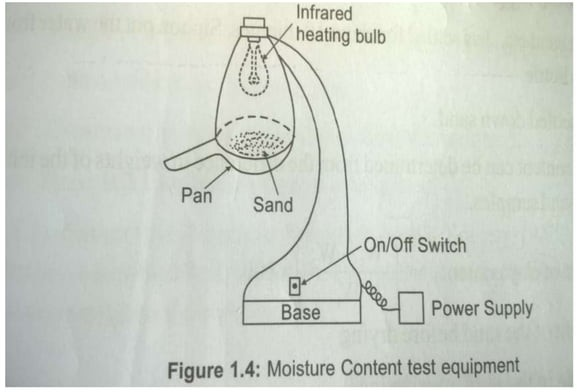 Infrared
heating bulb
Pan
Sand
On/Off Switch
Base
Power Supply
Figure 1.4: Moisture Content test equipment